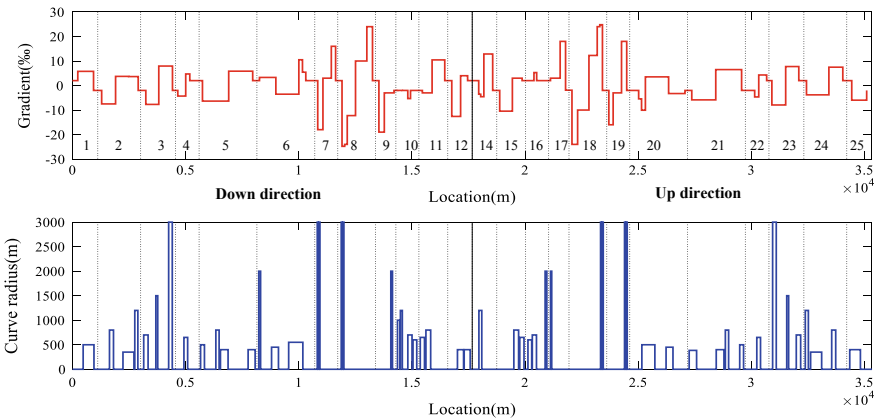 30
20
10
0
-10
-20
-30
Gradient(‰)
1 2 3 4 5 6 7 8 9 10 11 12 14 15 16 17 18 19 20 21 22 23 24 25
0 0.5 1 1.5 2 2.5 3 3.5
×10⁴
Down direction Location(m) Up direction
3000
2500
2000
1500
1000
500
0
Curve radius(m)
0 0.5 1 1.5 2 2.5 3 3.5
×10⁴
Location(m)